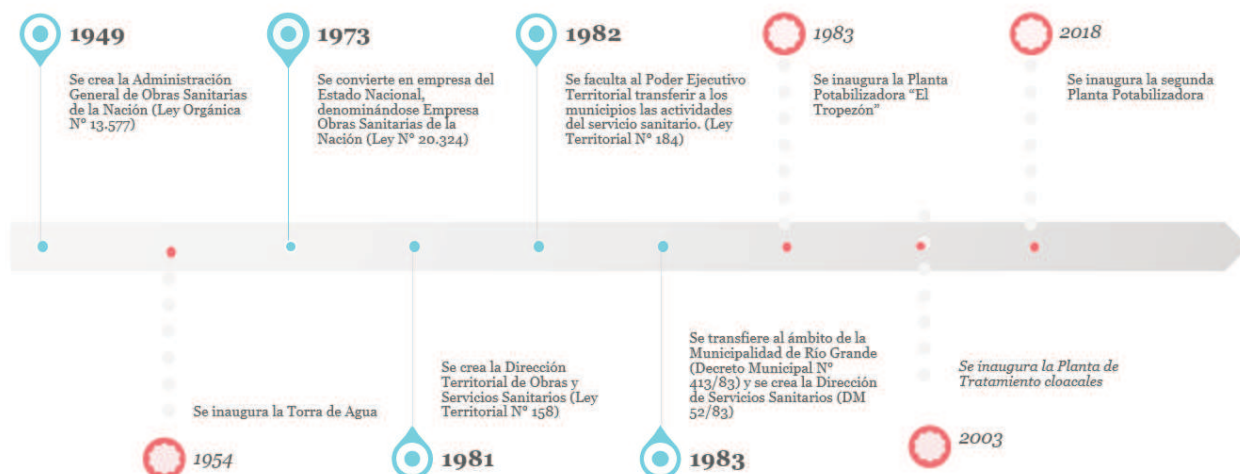 1949
Se crea la Administración
General de Obras Sanitarias
de la Nación (Ley Orgánica
N° 13.577)
1973
Se convierte en empresa del
Estado Nacional,
denominándose Empresa
Obras Sanitarias de la
Nación (Ley N° 20.324)
1982
Se faculta al Poder Ejecutivo
Territorial transferir a los
municipios las actividades
del servicio sanitario. (Ley
Territorial N° 184)
1983
Se inaugura la Planta
Potabilizadora “El
Tropezón”
2018
Se inaugura la segunda
Planta Potabilizadora
Se inaugura la Torra de Agua
1954
Se crea la Dirección
Territorial de Obras y
Servicios Sanitarios (Ley
Territorial N° 158)
1981
Se transfiere al ámbito de la
Municipalidad de Río Grande
(Decreto Municipal N°
413/83) y se crea la Dirección
de Servicios Sanitarios (DM
52/83)
1983
Se inaugura la Planta de
Tratamiento cloacales
2003